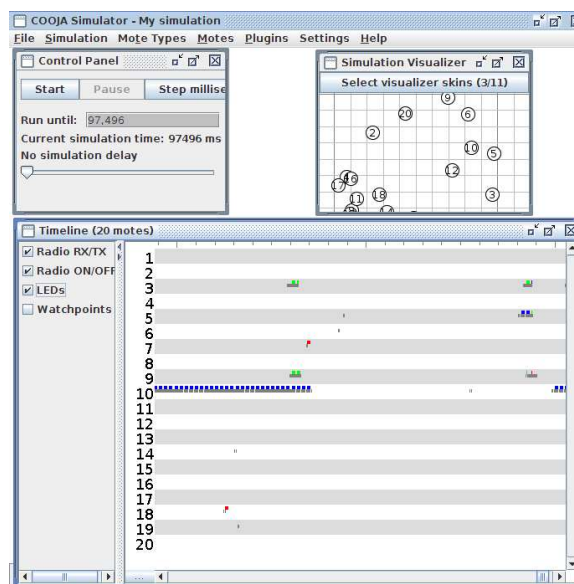 COOJA Simulator - My simulation
File Simulation Mote Types Motes Plugins Settings Help
Control Panel
Start Pause Step millise
Run until: 97,496
Current simulation time: 97496 ms
No simulation delay
Simulation Visualizer
Select visualizer skins (3/11)
9
20
6
2
10
5
12
17
16
18
3
11
Timeline (20 motes)
Radio RX/TX
Radio ON/OFF
LEDs
Watchpoints
1
2
3
4
5
6
7
8
9
10
11
12
13
14
15
16
17
18
19
20
...